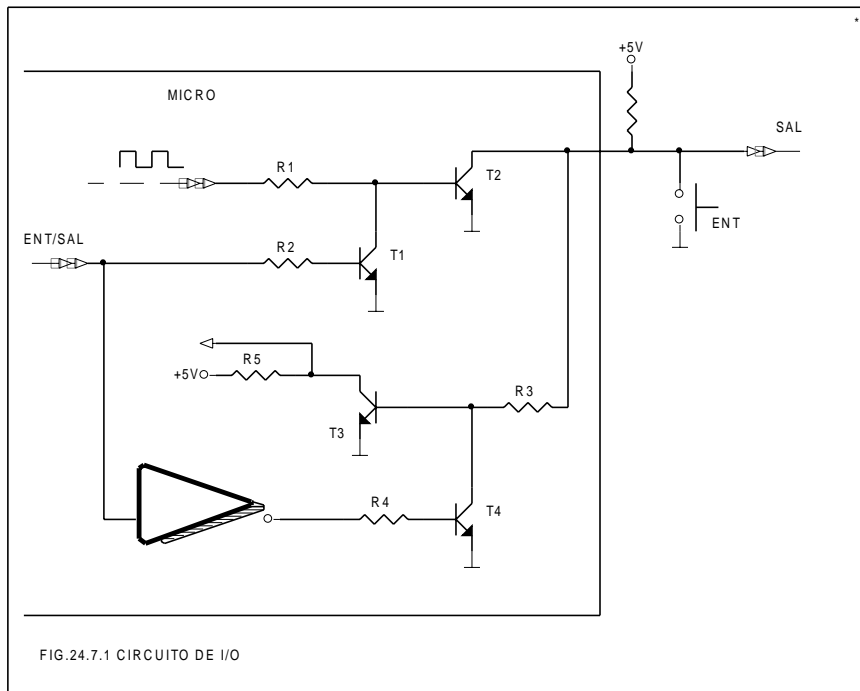 *
+5V
MICRO
SAL
R1
T2
ENT/SAL
R2
T1
ENT
R5
+5V
R3
T3
R4
T4
FIG.24.7.1 CIRCUITO DE I/O